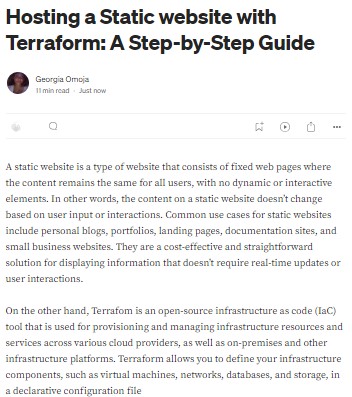 Hosting a Static website with
Terraform: A Step-by-Step Guide
Georgia Omoja
11 min read · Just now
A static website is a type of website that consists of fixed web pages where
the content remains the same for all users, with no dynamic or interactive
elements. In other words, the content on a static website doesn't change
based on user input or interactions. Common use cases for static websites
include personal blogs, portfolios, landing pages, documentation sites, and
small business websites. They are a cost-effective and straightforward
solution for displaying information that doesn't require real-time updates or
user interactions.
On the other hand, Terrafom is an open-source infrastructure as code (IaC)
tool that is used for provisioning and managing infrastructure resources and
services across various cloud providers, as well as on-premises and other
infrastructure platforms. Terraform allows you to define your infrastructure
components, such as virtual machines, networks, databases, and storage, in
a declarative configuration file